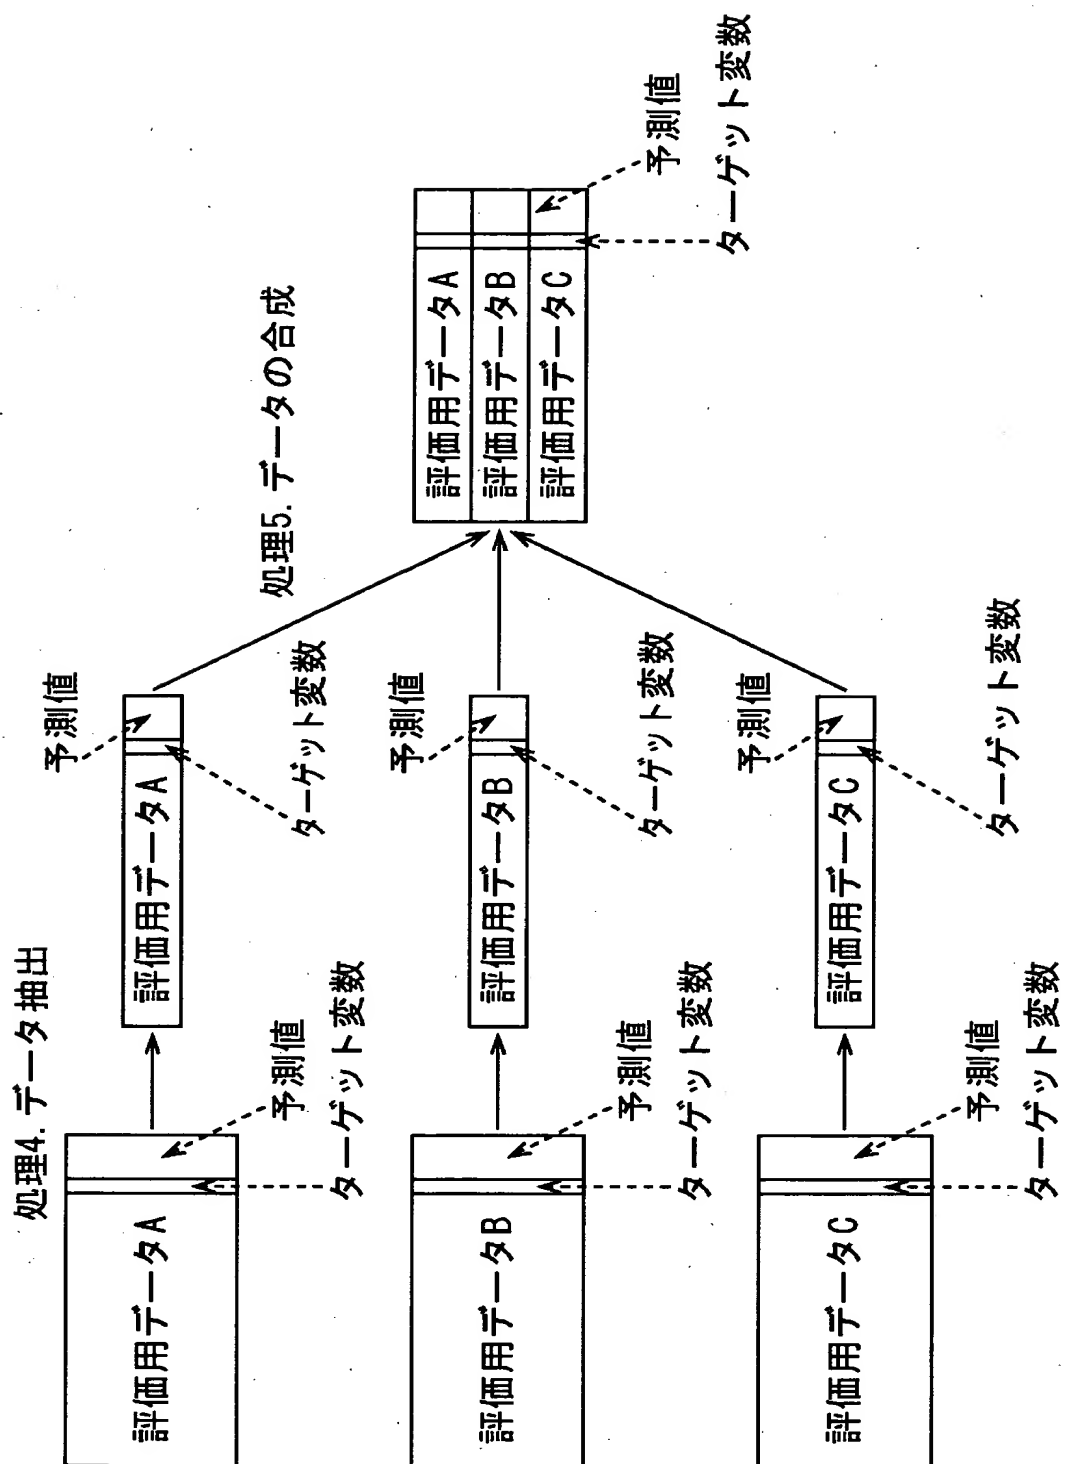 処理4. データ抽出
評価用データA
予測値
ターゲット変数
評価用データA
予測値
ターゲット変数
評価用データB
予測値
ターゲット変数
評価用データB
予測値
ターゲット変数
評価用データC
予測値
ターゲット変数
評価用データC
予測値
ターゲット変数
処理5. データの合成
評価用データA
評価用データB
評価用データC
予測値
ターゲット変数